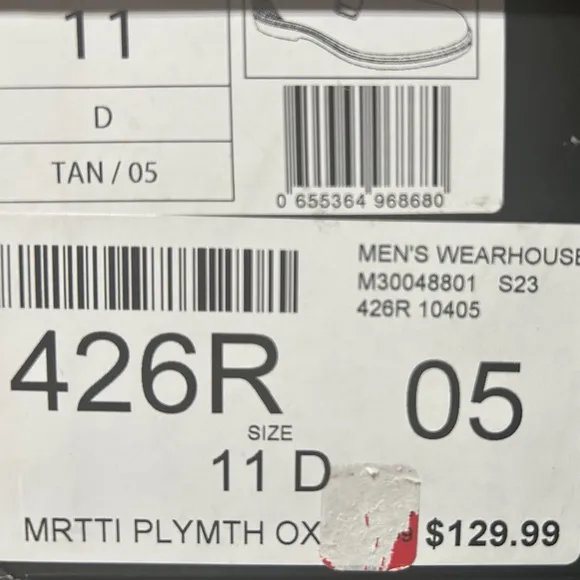 11
D
TAN / 05
0 655364 968680
MEN'S WEARHOUSE
M30048801 S23
426R 10405
426R
05
SIZE
11 D
MRTTI PLYMTH OX
$129.99